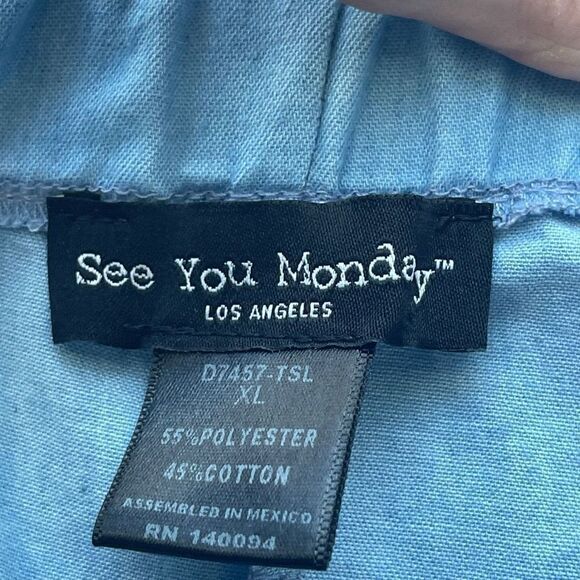 See You Monday™
LOS ANGELES
D7457-TSL
XL
55%POLYESTER
45%COTTON
ASSEMBLED IN MEXICO
RN 140094